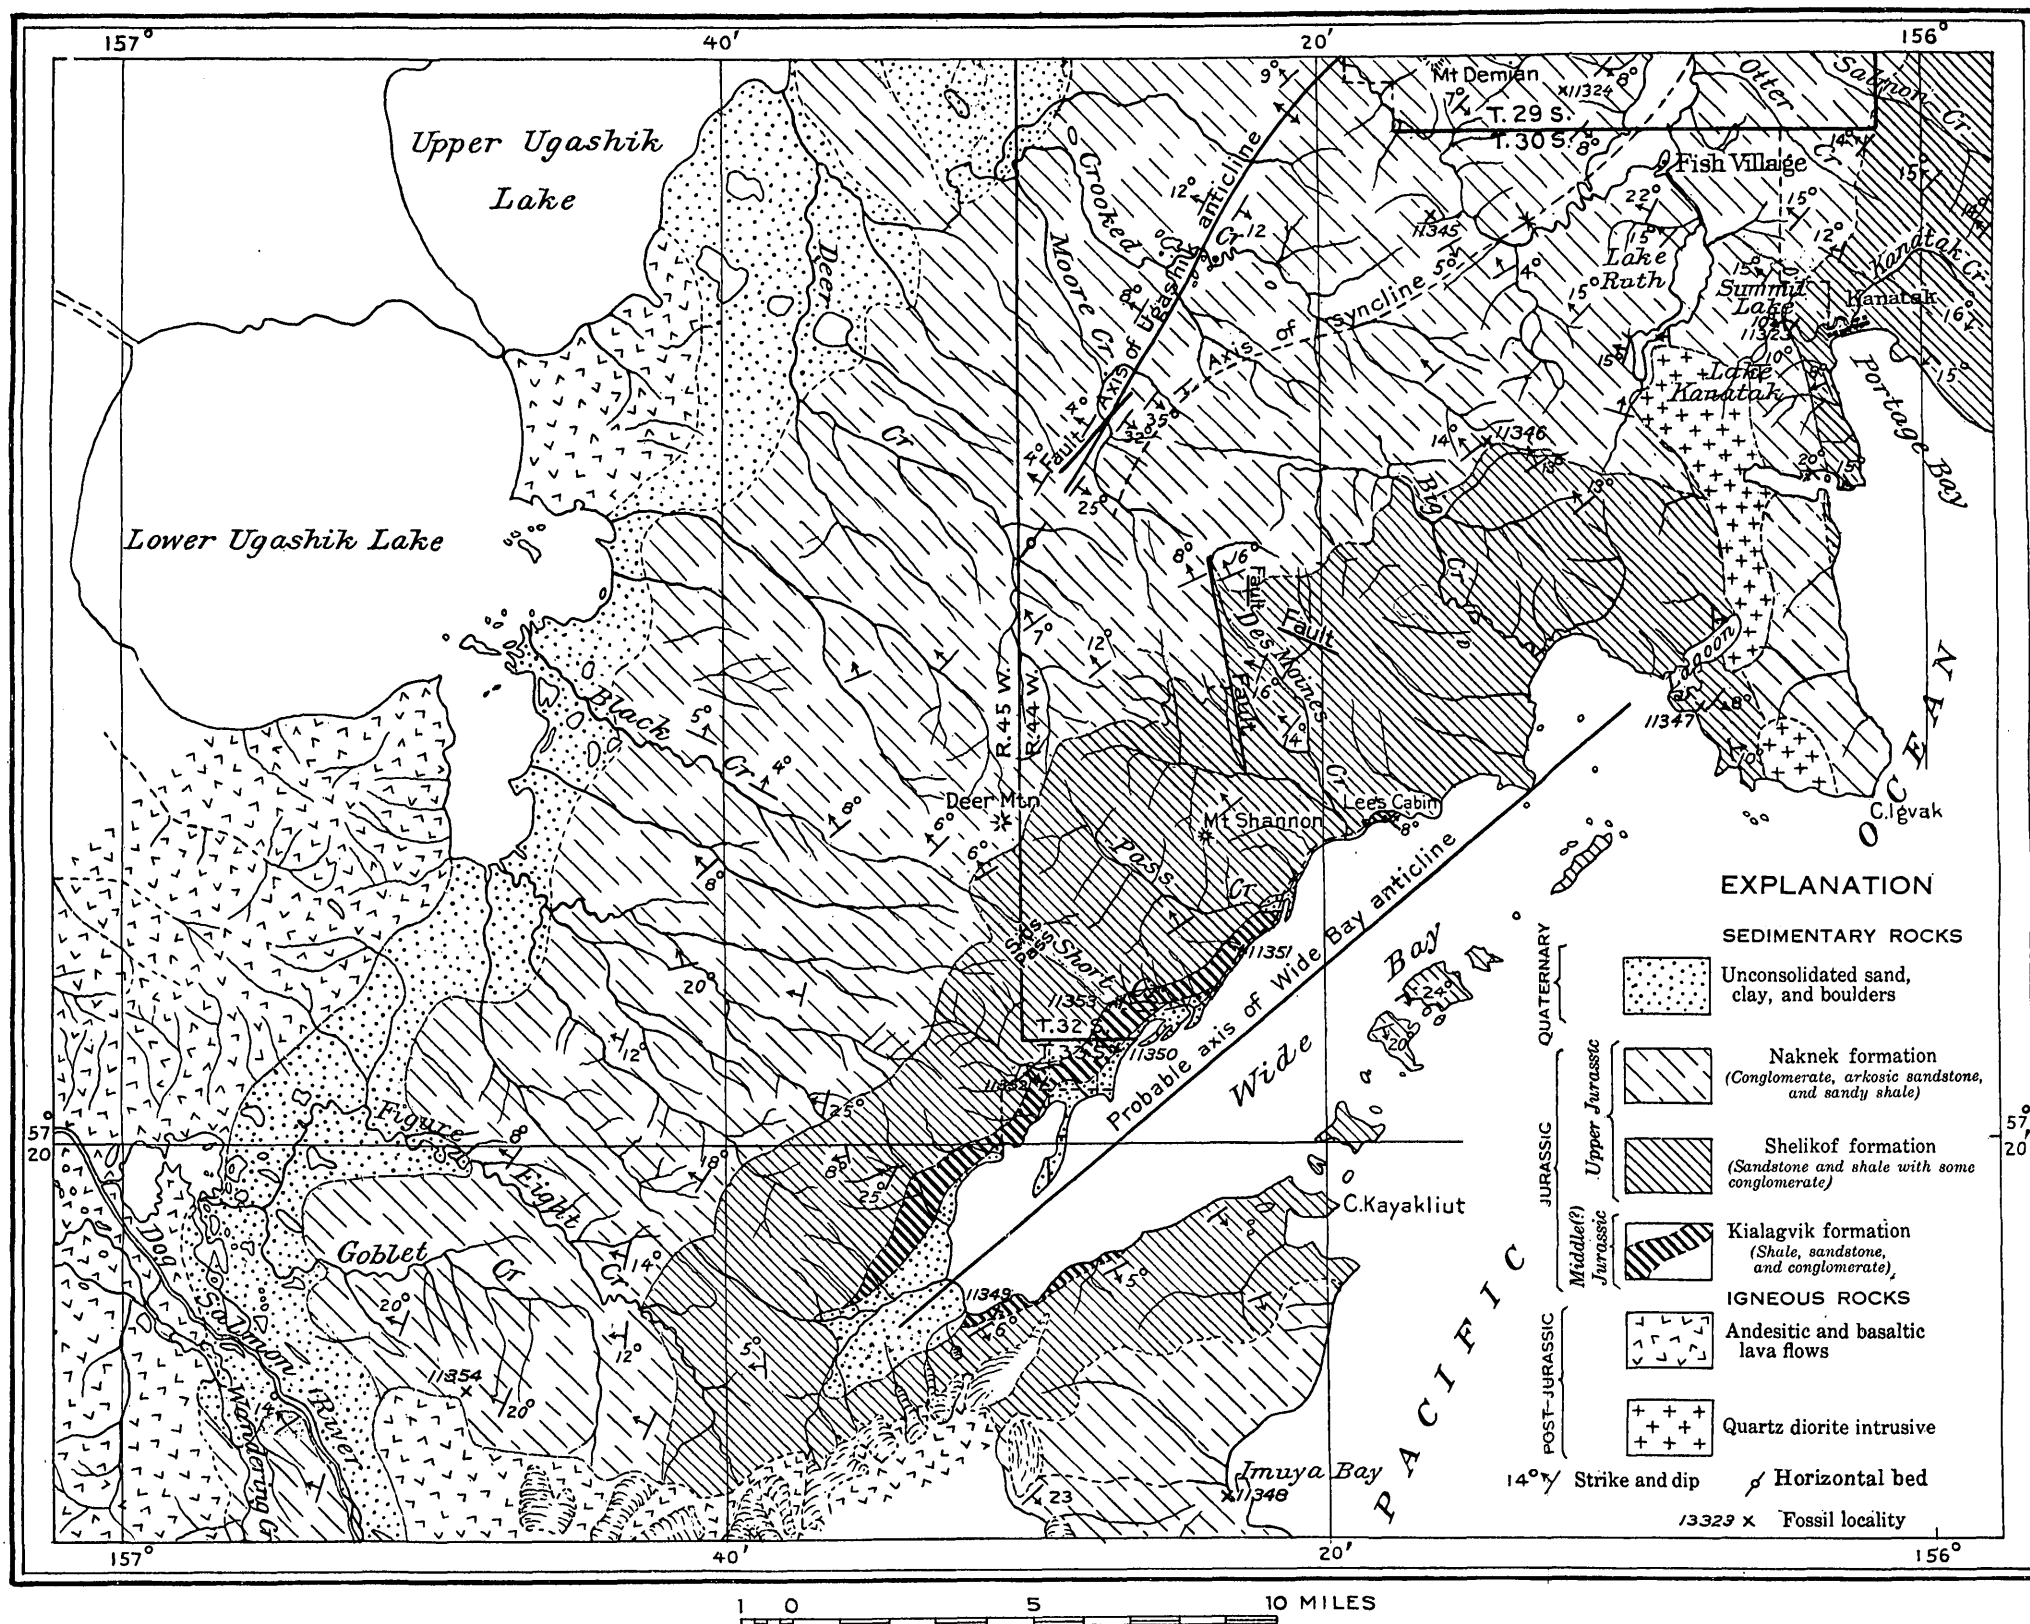 157°
40'
20'
156°
Upper Ugashik
Lake
Lower Ugashik Lake
Deer
Cr
Crooked
Cr
Moore Cr
Axis of Ugashik anticline
Axis of syncline
Fault
Mt Demian
11324
T. 29 S.
T. 30 S.
Otter
Cr
Salmon Cr
Fish Village
11345
Lake
Ruth
Summit
Lake
11323
Kanatak Cr
Kanatak
Lake
Kanatak
Portage Bay
11346
Big
Cr
Fault
Des Moines
Cr
Fault
Fault
Lagoon
11347
C. Igvak
R. 45 W.
R. 44 W.
Black
Cr
Deer Mtn
Mt Shannon
Lees Cabin
Pass
Cr
Short
Pass
11351
11353
T. 32 S.
T. 33 S.
11350
11352
Probable axis of Wide Bay anticline
Wide
Bay
C. Kayakliut
PACIFIC
OCEAN
57°
20'
57°
20'
Figure
Eight
Cr
Goblet
Cr
Dog
Salmon
River
Wandering Cr
11354
11349
Imuya Bay
11348
EXPLANATION
SEDIMENTARY ROCKS
QUATERNARY
Unconsolidated sand,
clay, and boulders
JURASSIC
Upper Jurassic
Naknek formation
(Conglomerate, arkosic sandstone,
and sandy shale)
Shelikof formation
(Sandstone and shale with some
conglomerate)
Middle(?)
Jurassic
Kialagvik formation
(Shale, sandstone,
and conglomerate)
IGNEOUS ROCKS
POST-JURASSIC
Andesitic and basaltic
lava flows
Quartz diorite intrusive
14° Strike and dip
Horizontal bed
13329 x Fossil locality
157°
40'
20'
156°
1 0 5 10 MILES